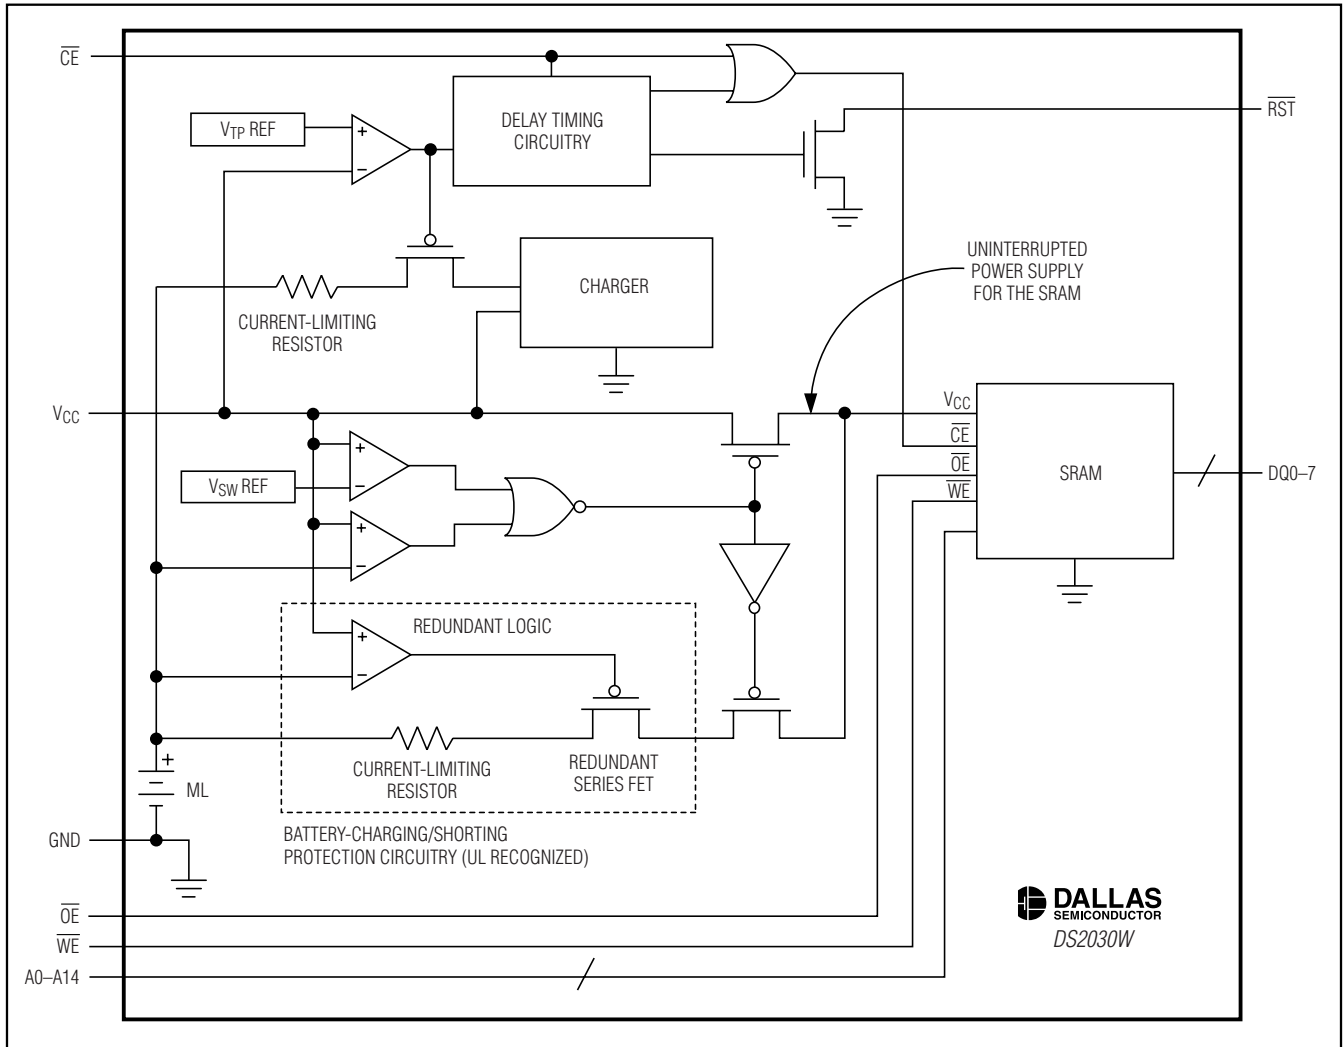 CE
DELAY TIMING
CIRCUITRY
RST
VTP REF
+
−
UNINTERRUPTED
POWER SUPPLY
FOR THE SRAM
CHARGER
CURRENT-LIMITING
RESISTOR
VCC
VCC
CE
OE
WE
SRAM
DQ0–7
+
−
VSW REF
+
−
REDUNDANT LOGIC
+
−
CURRENT-LIMITING
RESISTOR
REDUNDANT
SERIES FET
+
ML
GND
BATTERY-CHARGING/SHORTING
PROTECTION CIRCUITRY (UL RECOGNIZED)
OE
WE
A0–A14
DALLAS
SEMICONDUCTOR
DS2030W